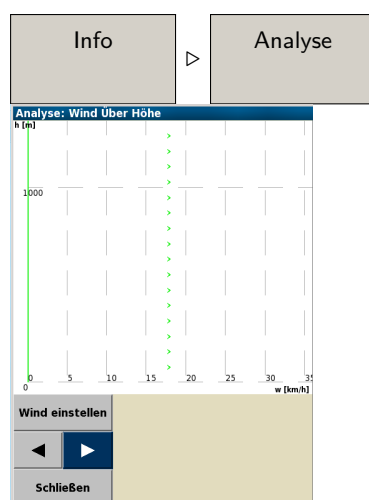 Info ▷ Analyse
Analyse: Wind Über Höhe
h [m]
1000
0 5 10 15 20 25 30 35
0
w [km/h]
Wind einstellen
◀ ▶
Schließen